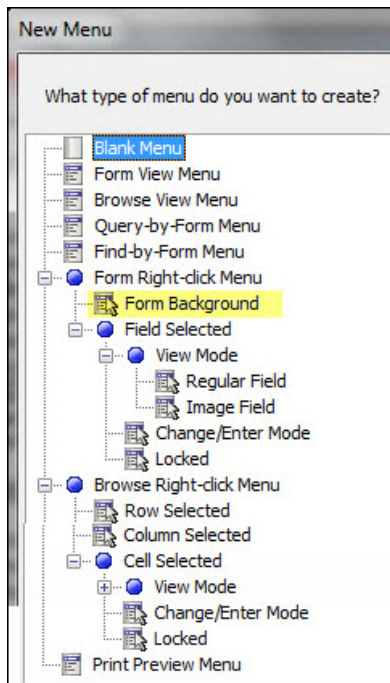 New Menu
What type of menu do you want to create?
Blank Menu
Form View Menu
Browse View Menu
Query-by-Form Menu
Find-by-Form Menu
Form Right-click Menu
Form Background
Field Selected
View Mode
Regular Field
Image Field
Change/Enter Mode
Locked
Browse Right-click Menu
Row Selected
Column Selected
Cell Selected
View Mode
Change/Enter Mode
Locked
Print Preview Menu